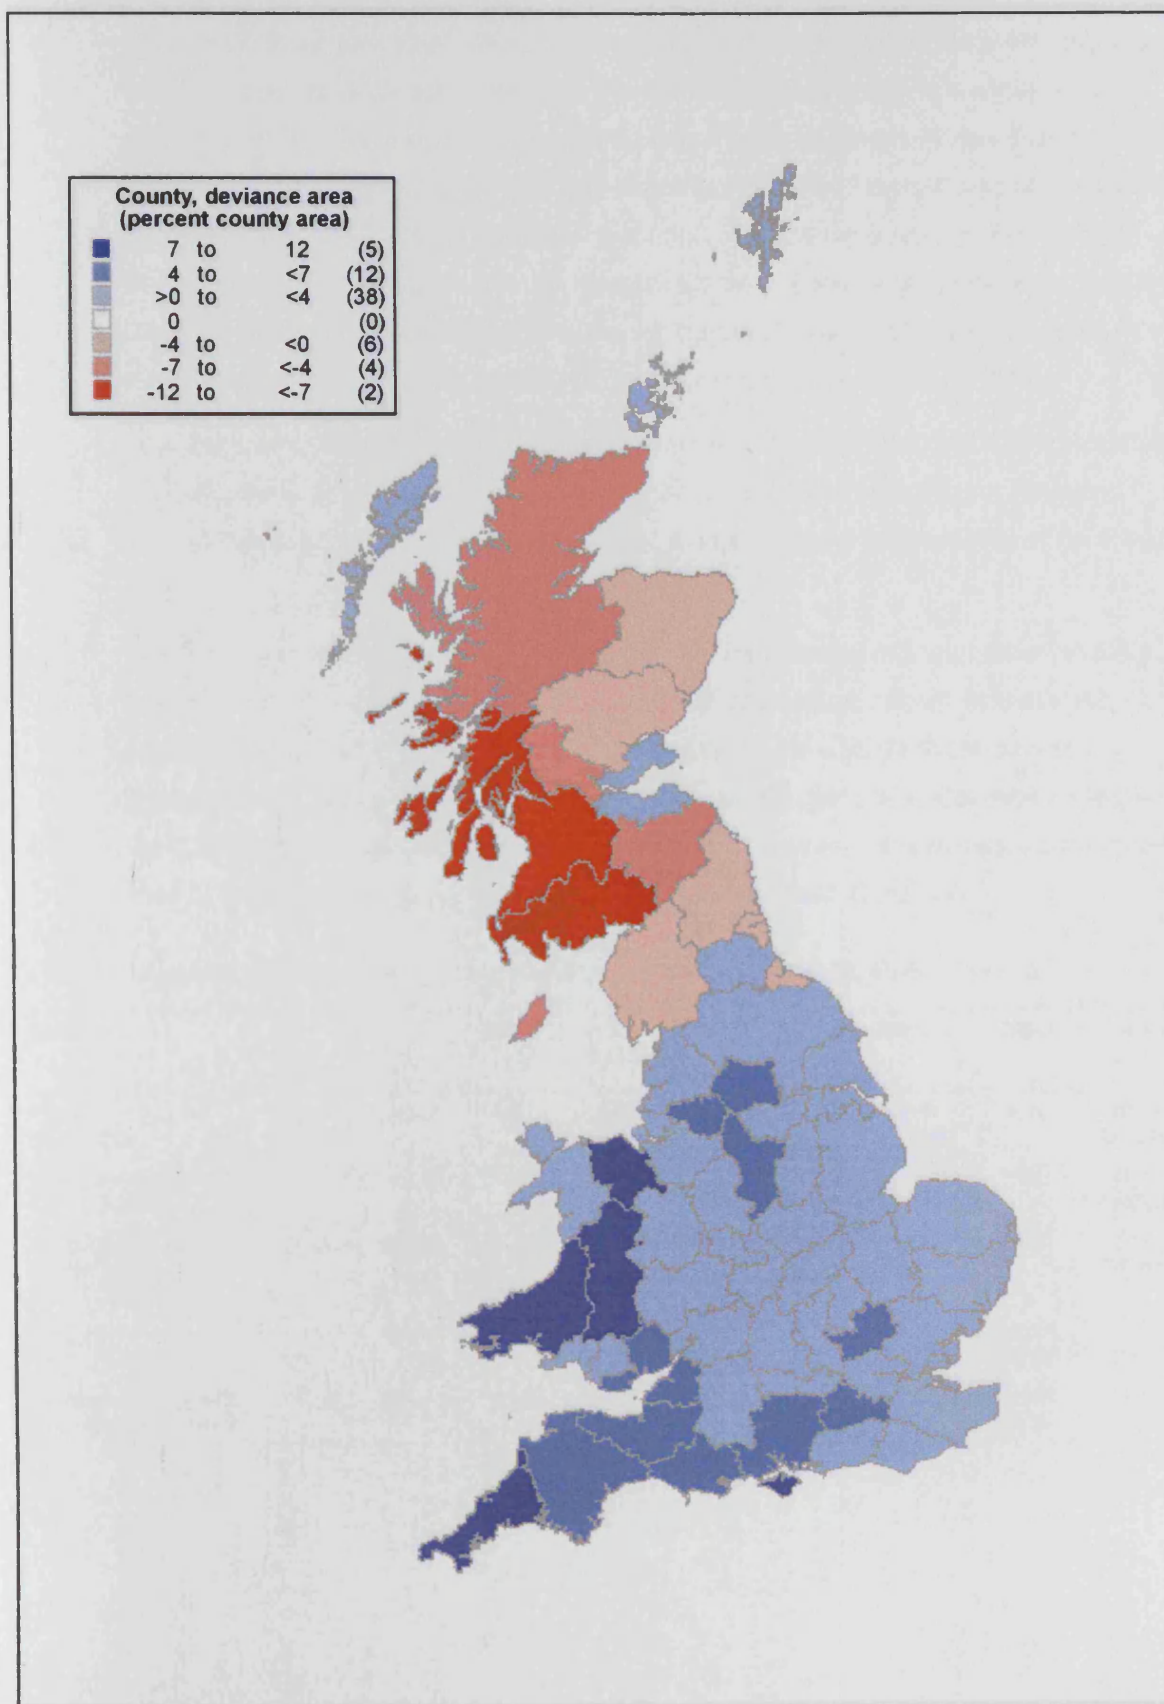 County, deviance area
(percent county area)
7 to 12 (5)
4 to <7 (12)
>0 to <4 (38)
0 (0)
-4 to <0 (6)
-7 to <-4 (4)
-12 to <-7 (2)